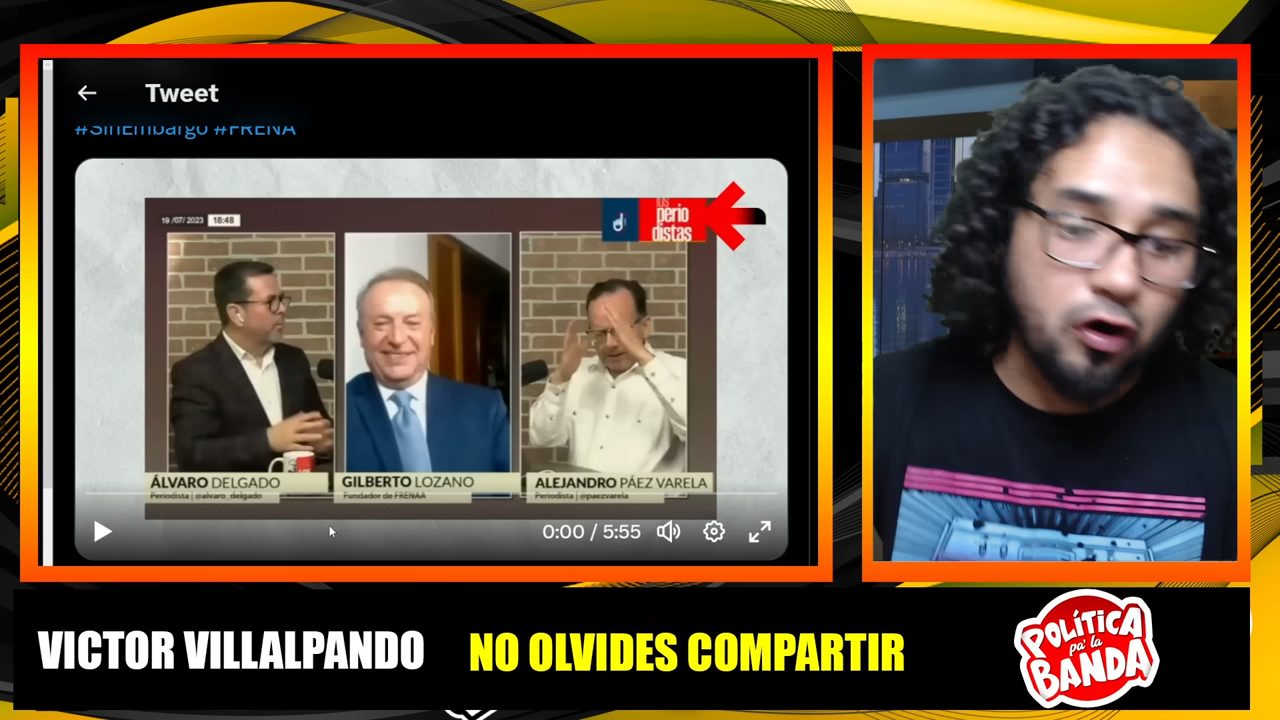 Tweet
#SinEmbargo #FRENA
19/07/2023 18:48
los
perio
distas
ÁLVARO DELGADO
Periodista | @alvaro_delgado
GILBERTO LOZANO
Fundador de FRENAA
ALEJANDRO PÁEZ VARELA
Periodista | @paezvarela
0:00 / 5:55
VICTOR VILLALPANDO
NO OLVIDES COMPARTIR
POLÍTICA
pa' la
BANDA